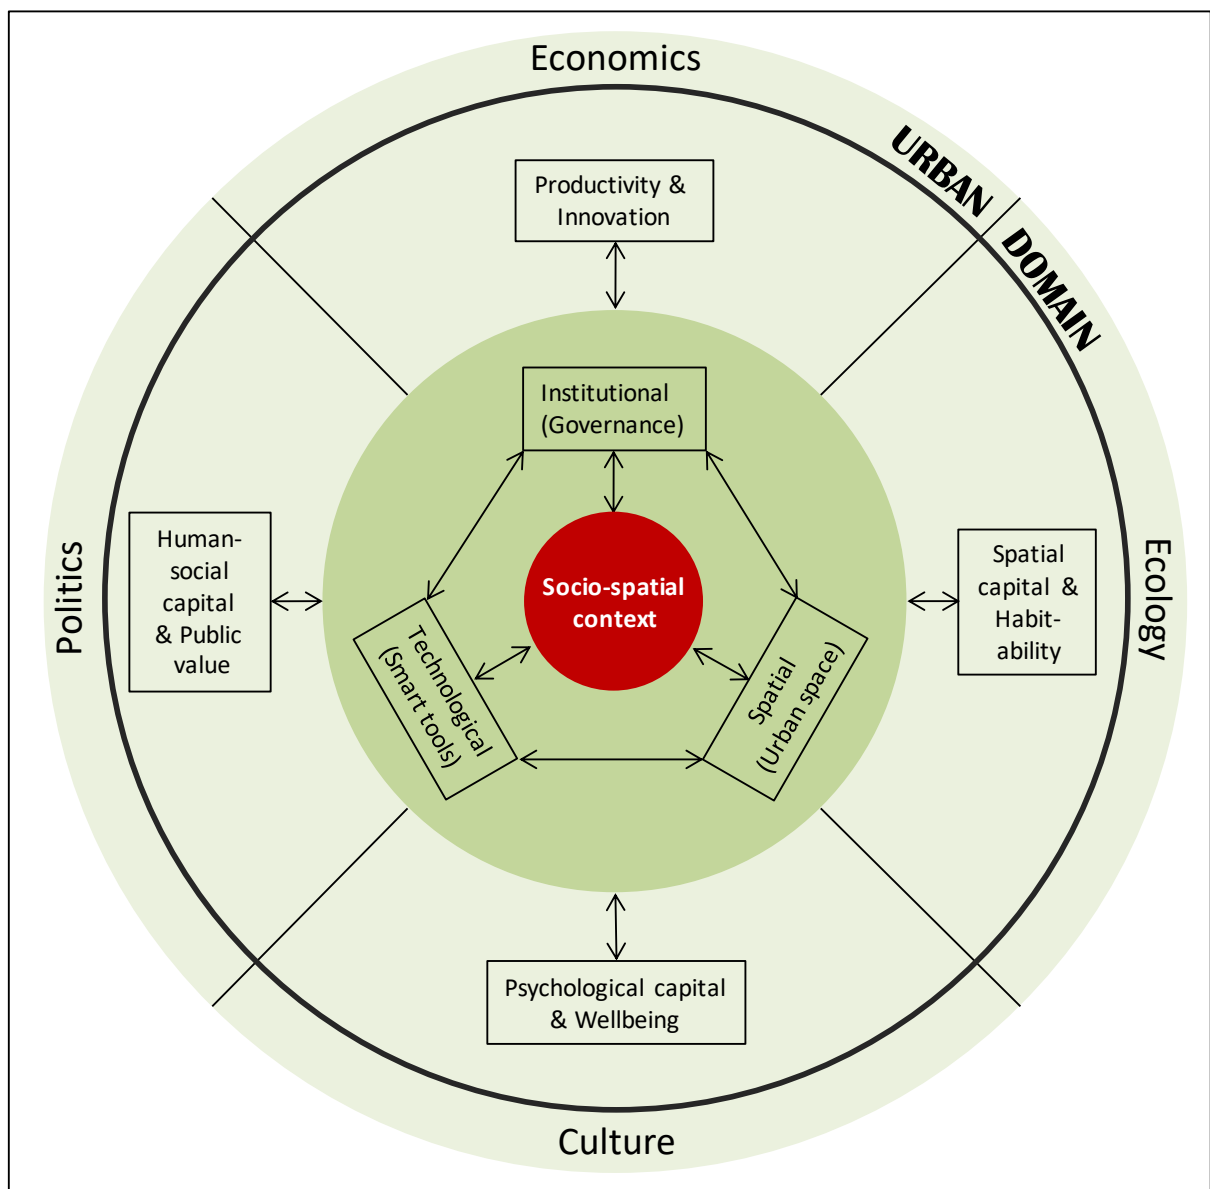 Economics
URBAN
DOMAIN
Productivity &
Innovation
Institutional
(Governance)
Politics
Human-
social
capital
& Public
value
Socio-spatial
context
Technological
(Smart tools)
Spatial
(Urban space)
Spatial
capital &
Habit-
ability
Ecology
Psychological capital
& Wellbeing
Culture